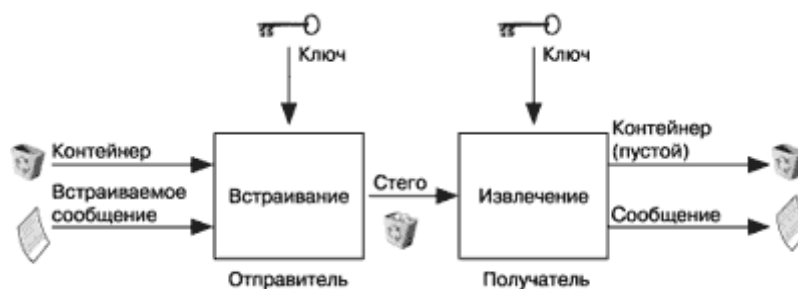 Ключ
Ключ
Контейнер
Встраиваемое
сообщение
Встраивание
Стего
Извлечение
Контейнер
(пустой)
Сообщение
Отправитель
Получатель